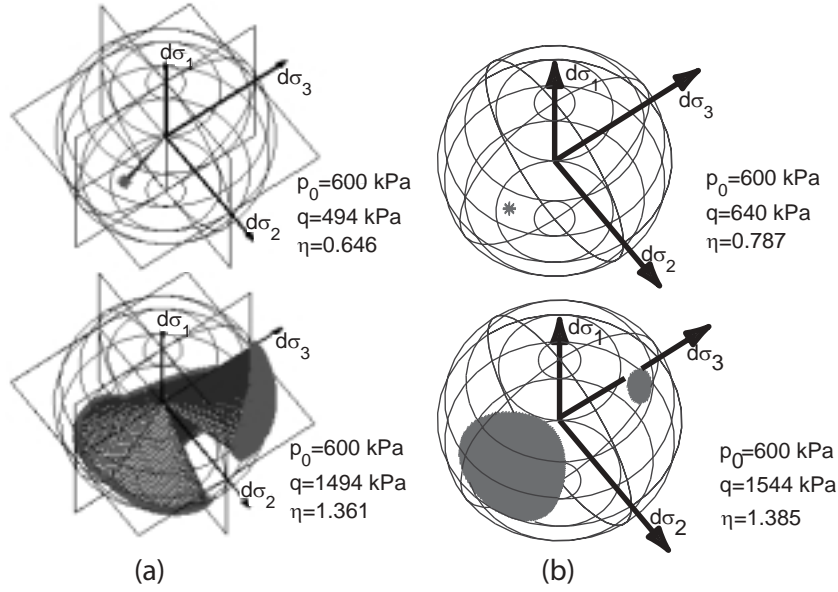 dσ1
dσ3
dσ2
p0=600 kPa
q=494 kPa
η=0.646
dσ1
dσ3
dσ2
p0=600 kPa
q=640 kPa
η=0.787
dσ1
dσ3
dσ2
p0=600 kPa
q=1494 kPa
η=1.361
dσ1
dσ3
dσ2
p0=600 kPa
q=1544 kPa
η=1.385
(a)
(b)